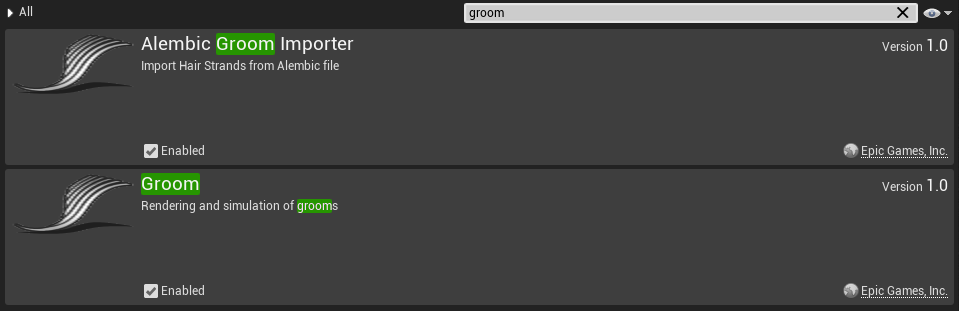 All
groom
Alembic Groom Importer
Version 1.0
Import Hair Strands from Alembic file
Enabled
Epic Games, Inc.
Groom
Version 1.0
Rendering and simulation of grooms
Enabled
Epic Games, Inc.